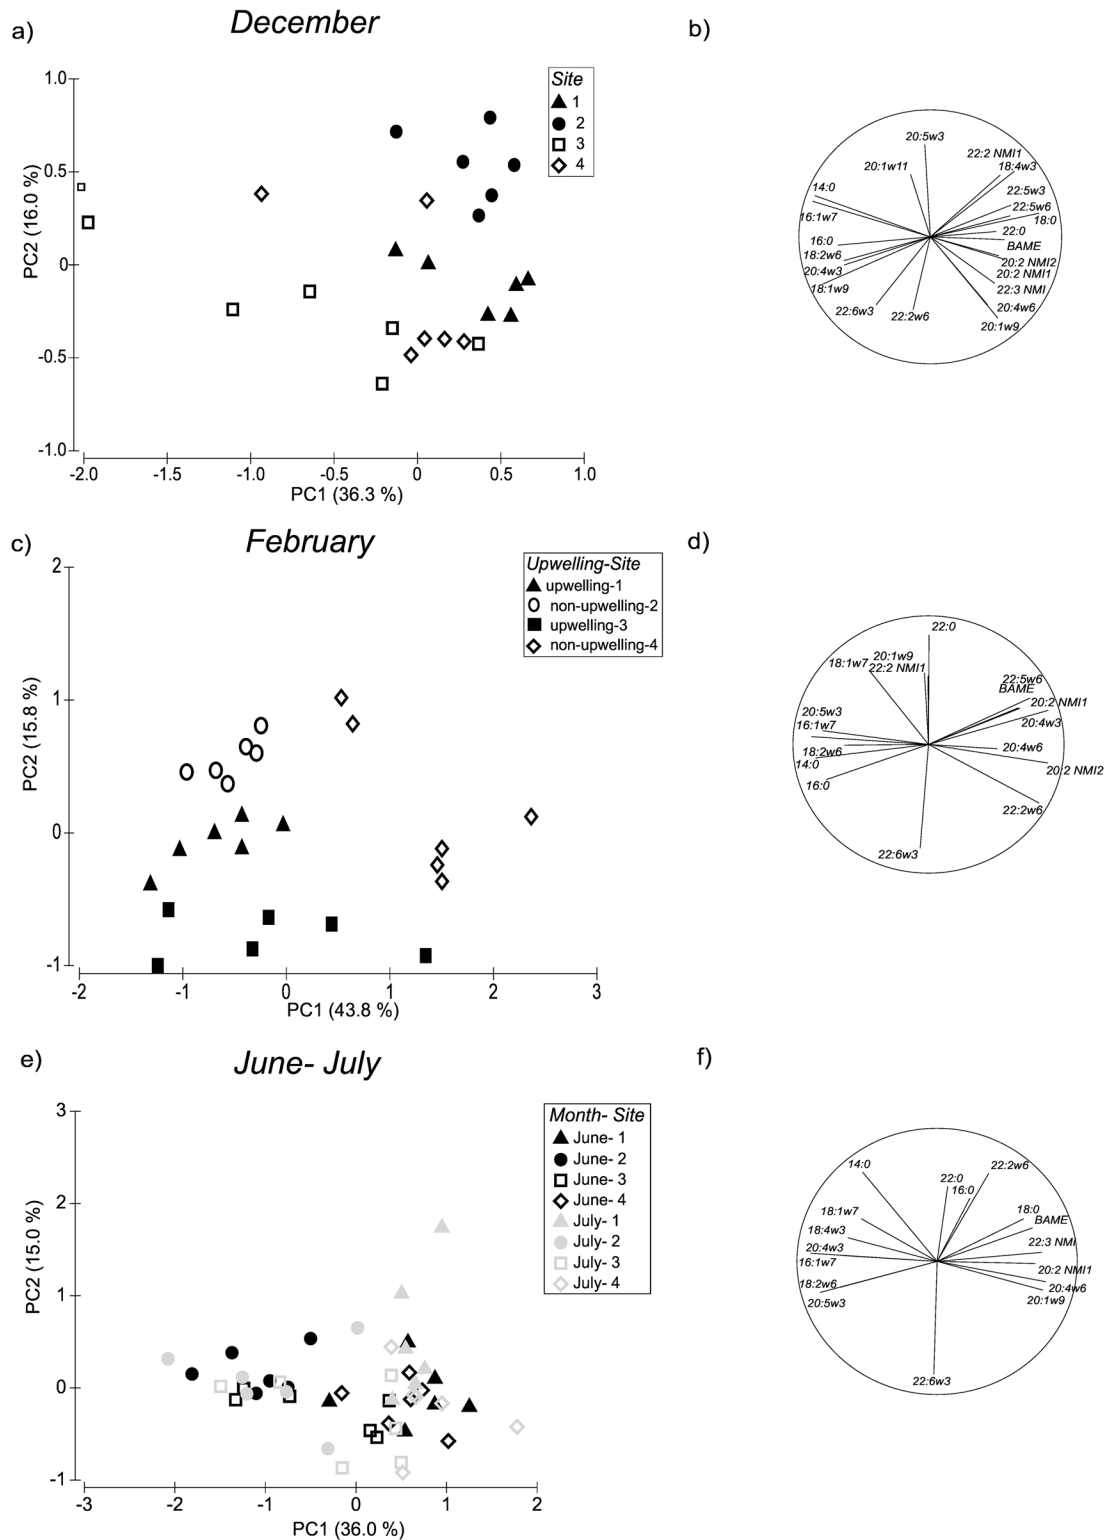 a)
December
b)
Site
1
2
3
4
1.0
0.5
0
-0.5
-1.0
PC2 (16.0 %)
-2.0 -1.5 -1.0 -0.5 0 0.5 1.0
PC1 (36.3 %)
20:5w3
22:2 NMI1
20:1w11
18:4w3
14:0
22:5w3
22:5w6
16:1w7
18:0
22:0
16:0
BAME
18:2w6
20:2 NMI2
20:4w3
20:2 NMI1
18:1w9
22:3 NMI
22:6w3
20:4w6
22:2w6
20:1w9
c)
February
d)
Upwelling-Site
upwelling-1
non-upwelling-2
upwelling-3
non-upwelling-4
2
1
0
-1
PC2 (15.8 %)
-2 -1 0 1 2 3
PC1 (43.8 %)
22:0
20:1w9
18:1w7
22:2 NMI1
22:5w6
BAME
20:2 NMI1
20:5w3
20:4w3
16:1w7
18:2w6
20:4w6
14:0
20:2 NMI2
16:0
22:2w6
22:6w3
e)
June- July
f)
Month- Site
June- 1
June- 2
June- 3
June- 4
July- 1
July- 2
July- 3
July- 4
3
2
1
0
-1
PC2 (15.0 %)
-3 -2 -1 0 1 2
PC1 (36.0 %)
14:0
22:2w6
22:0
16:0
18:1w7
18:0
BAME
18:4w3
20:4w3
22:3 NMI
16:1w7
20:2 NMI1
18:2w6
20:4w6
20:5w3
20:1w9
22:6w3